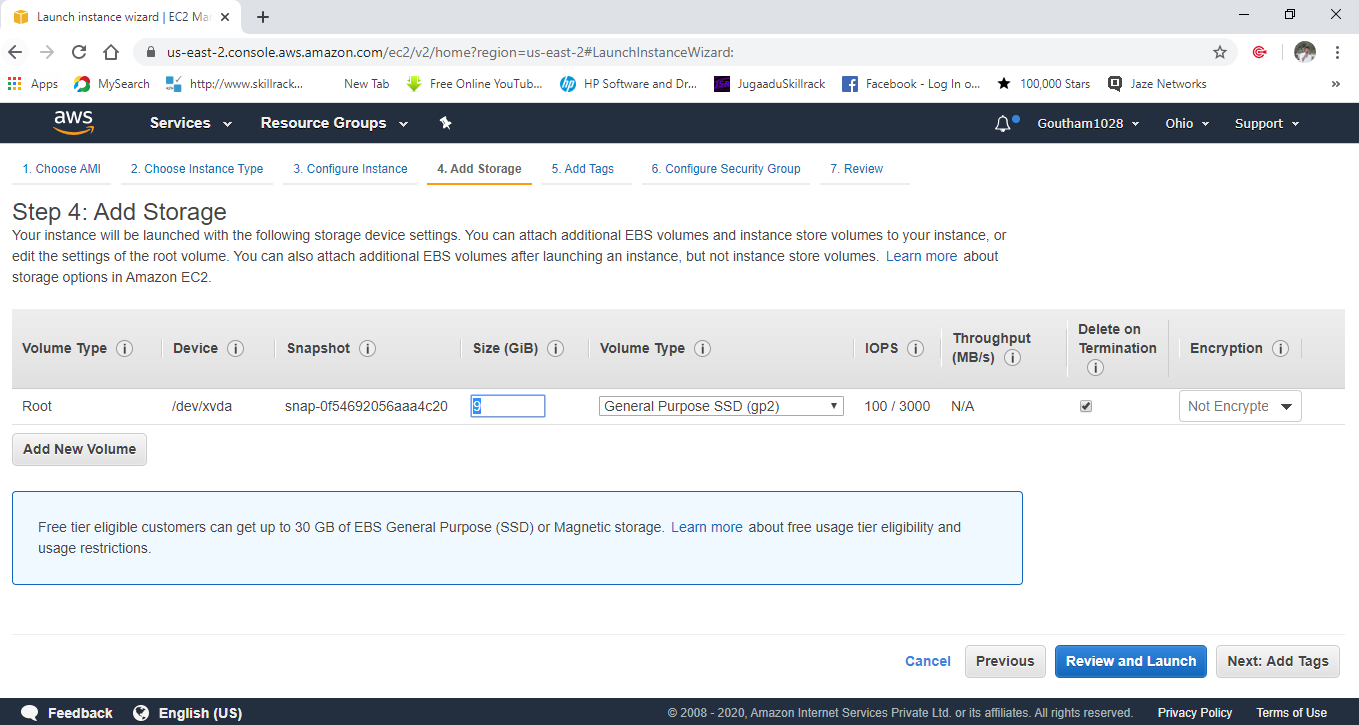 Launch instance wizard | EC2 Mar
us-east-2.console.aws.amazon.com/ec2/v2/home?region=us-east-2#LaunchInstanceWizard:
Apps MySearch http://www.skillrack... New Tab Free Online YouTub... HP Software and Dr... JugaaduSkillrack Facebook - Log In o... 100,000 Stars Jaze Networks »
aws Services Resource Groups Goutham1028 Ohio Support
1. Choose AMI 2. Choose Instance Type 3. Configure Instance 4. Add Storage 5. Add Tags 6. Configure Security Group 7. Review
Step 4: Add Storage
Your instance will be launched with the following storage device settings. You can attach additional EBS volumes and instance store volumes to your instance, or
edit the settings of the root volume. You can also attach additional EBS volumes after launching an instance, but not instance store volumes. Learn more about
storage options in Amazon EC2.
Volume Type i Device i Snapshot i Size (GiB) i Volume Type i IOPS i Throughput (MB/s) i Delete on Termination i Encryption i
Root /dev/xvda snap-0f54692056aaa4c20 9 General Purpose SSD (gp2) 100 / 3000 N/A Not Encrypte
Add New Volume
Free tier eligible customers can get up to 30 GB of EBS General Purpose (SSD) or Magnetic storage. Learn more about free usage tier eligibility and
usage restrictions.
Cancel Previous Review and Launch Next: Add Tags
Feedback English (US) © 2008 - 2020, Amazon Internet Services Private Ltd. or its affiliates. All rights reserved. Privacy Policy Terms of Use